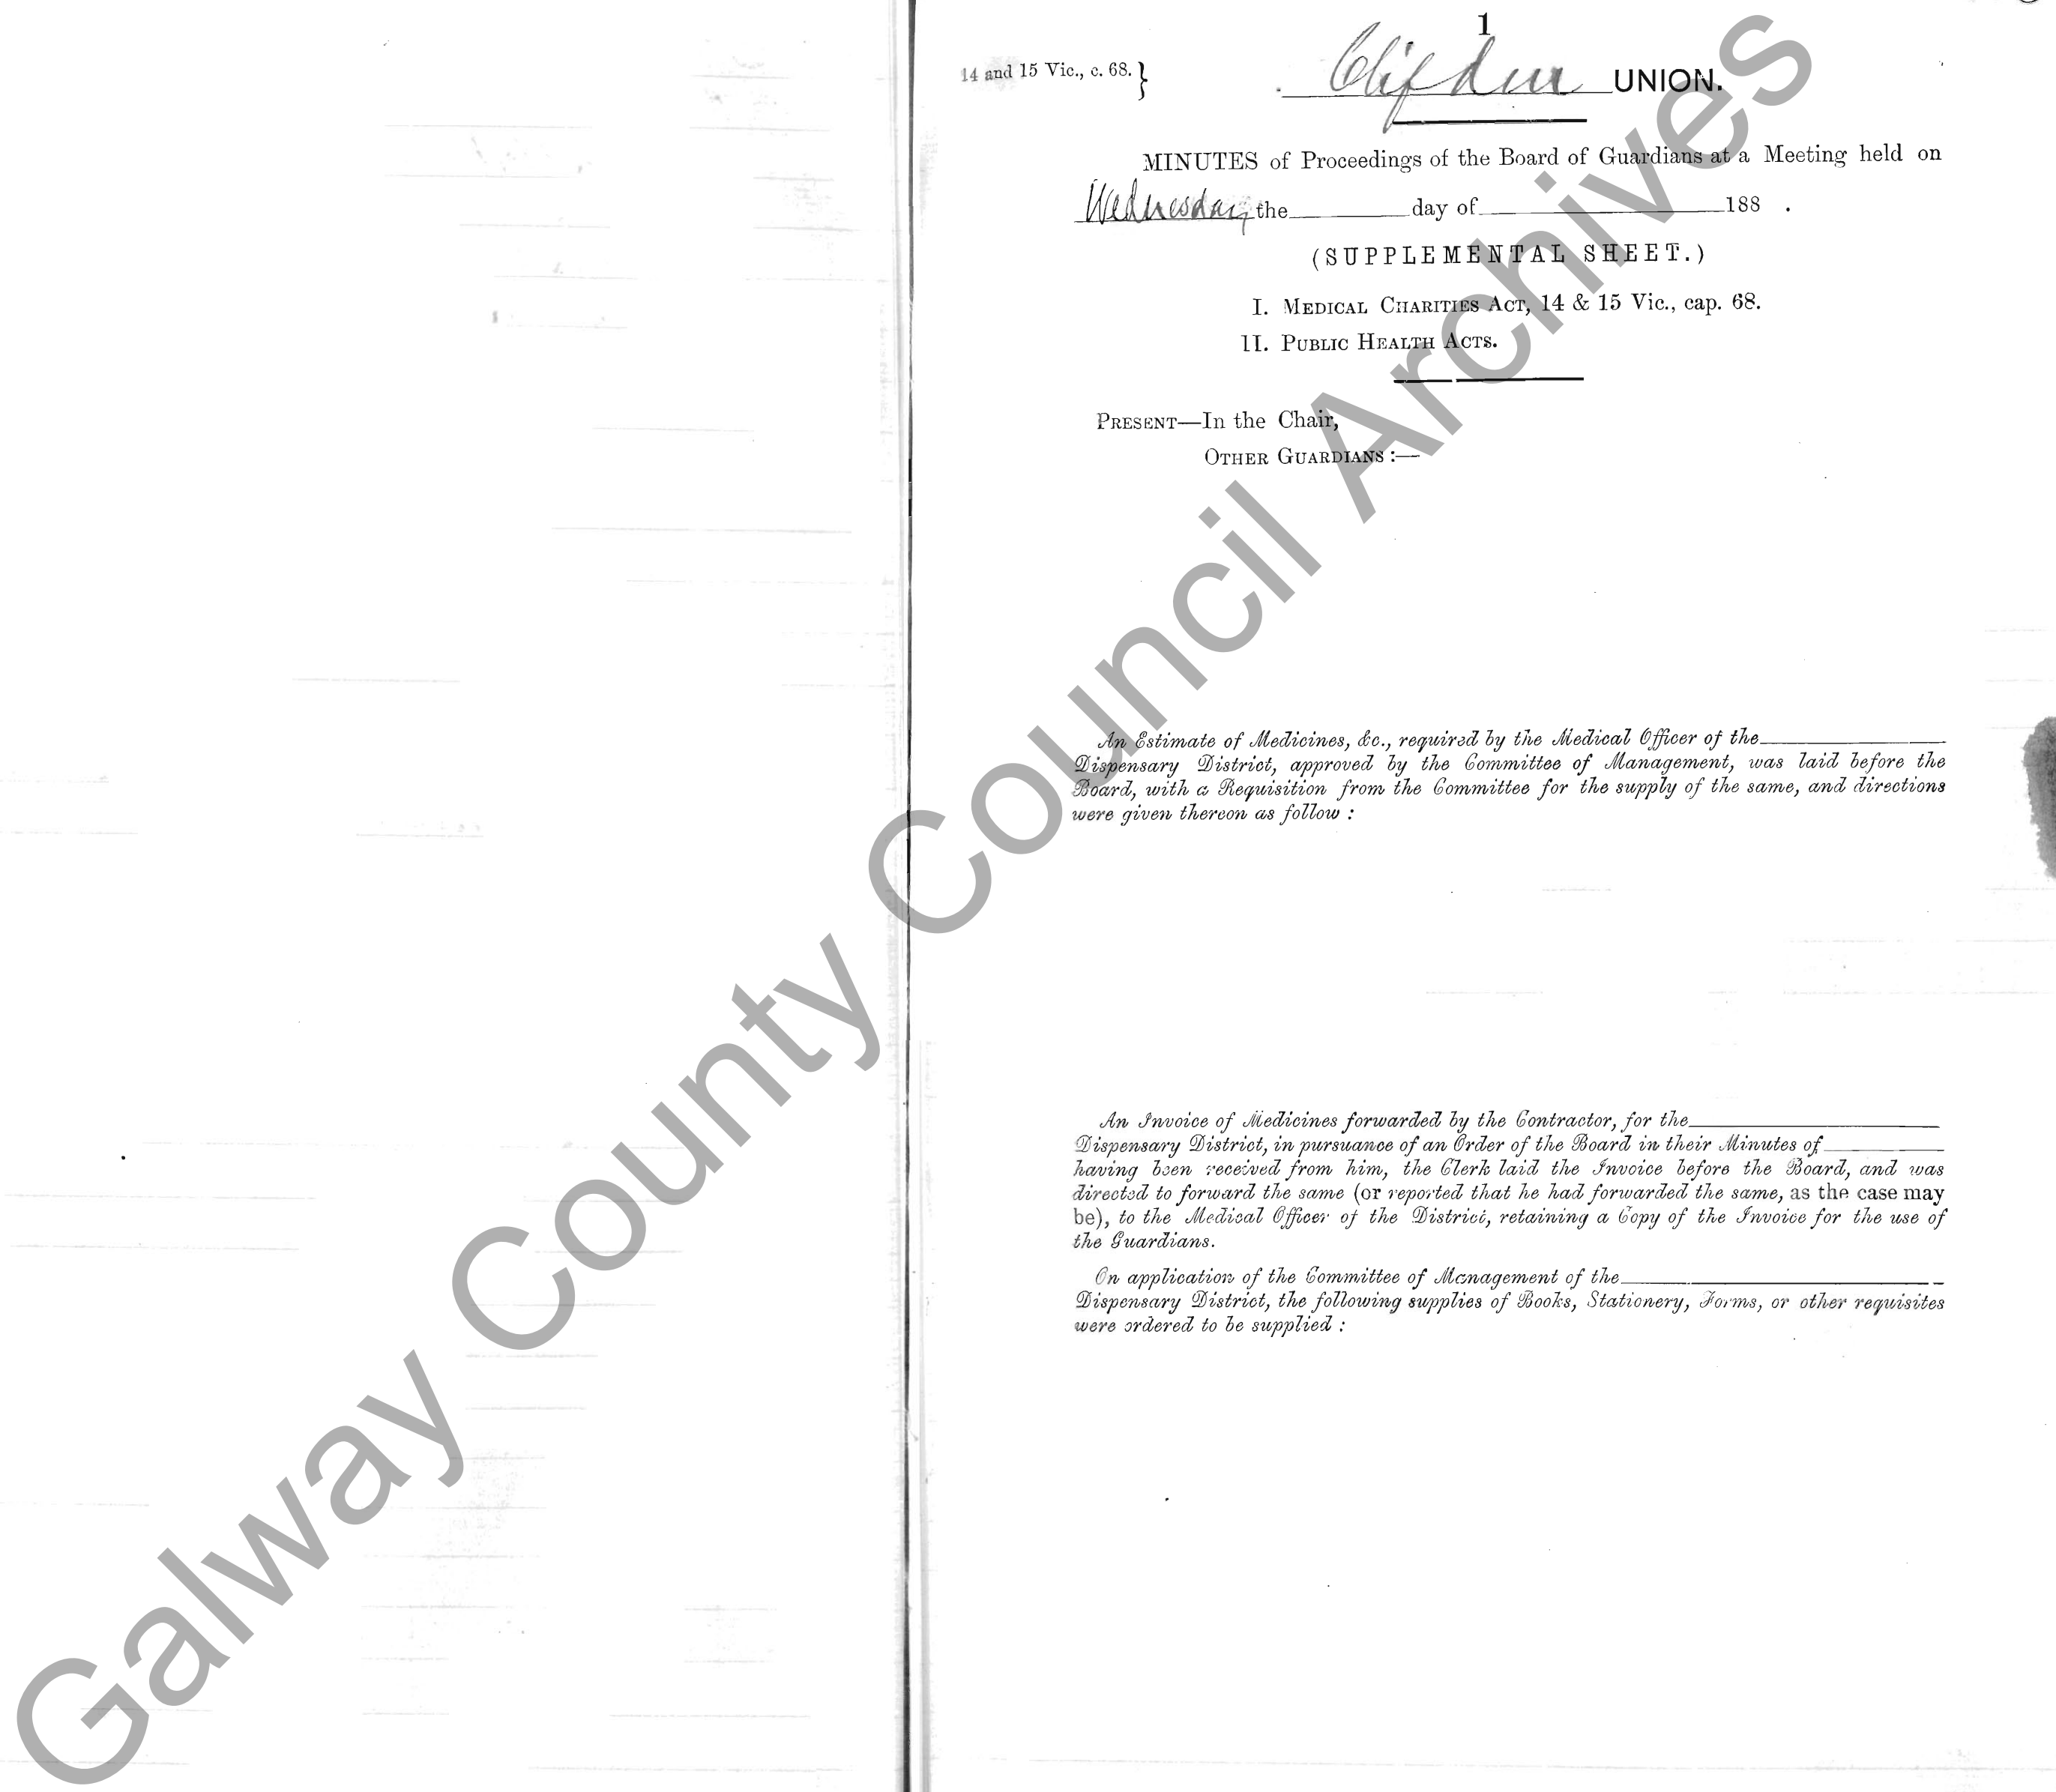 1
14 and 15 Vic., c. 68.}
Clifden UNION.
MINUTES of Proceedings of the Board of Guardians at a Meeting held on
Wednesday the ________ day of ________ 188 .
(SUPPLEMENTAL SHEET.)
I. MEDICAL CHARITIES ACT, 14 & 15 Vic., cap. 68.
II. PUBLIC HEALTH ACTS.
PRESENT—In the Chair,
OTHER GUARDIANS :—
An Estimate of Medicines, &c., required by the Medical Officer of the ________
Dispensary District, approved by the Committee of Management, was laid before the
Board, with a Requisition from the Committee for the supply of the same, and directions
were given thereon as follow :
An Invoice of Medicines forwarded by the Contractor, for the ________
Dispensary District, in pursuance of an Order of the Board in their Minutes of ________
having been received from him, the Clerk laid the Invoice before the Board, and was
directed to forward the same (or reported that he had forwarded the same, as the case may
be), to the Medical Officer of the District, retaining a Copy of the Invoice for the use of
the Guardians.
On application of the Committee of Management of the ________
Dispensary District, the following supplies of Books, Stationery, Forms, or other requisites
were ordered to be supplied :
Galway County Council Archives